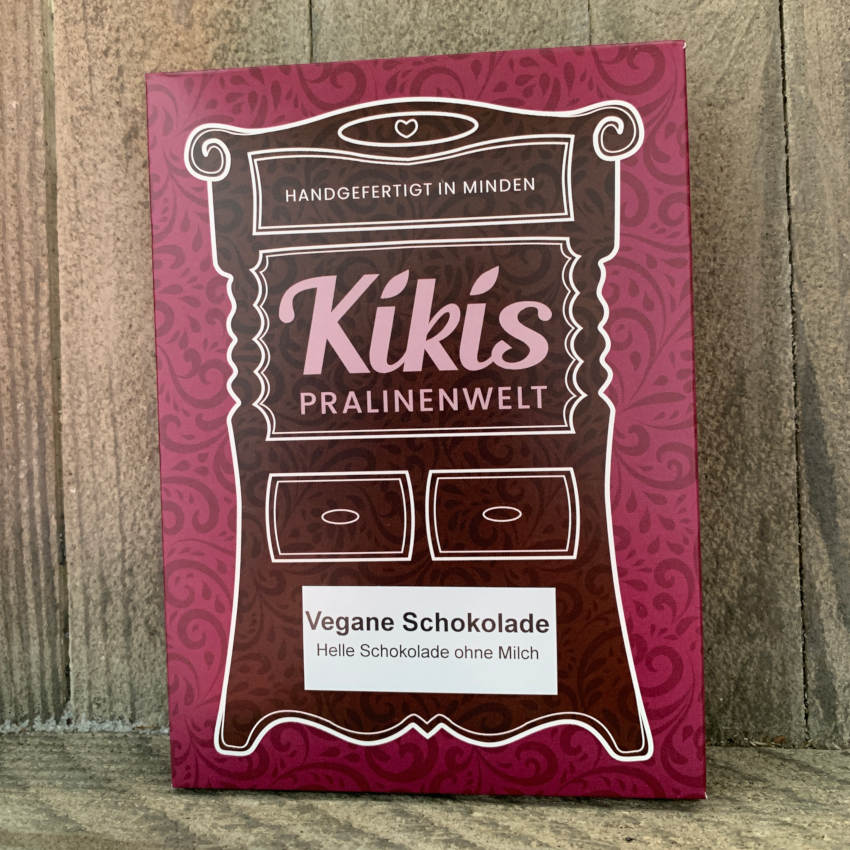 HANDGEFERTIGT IN MINDEN
Kikis
PRALINENWELT
Vegane Schokolade
Helle Schokolade ohne Milch